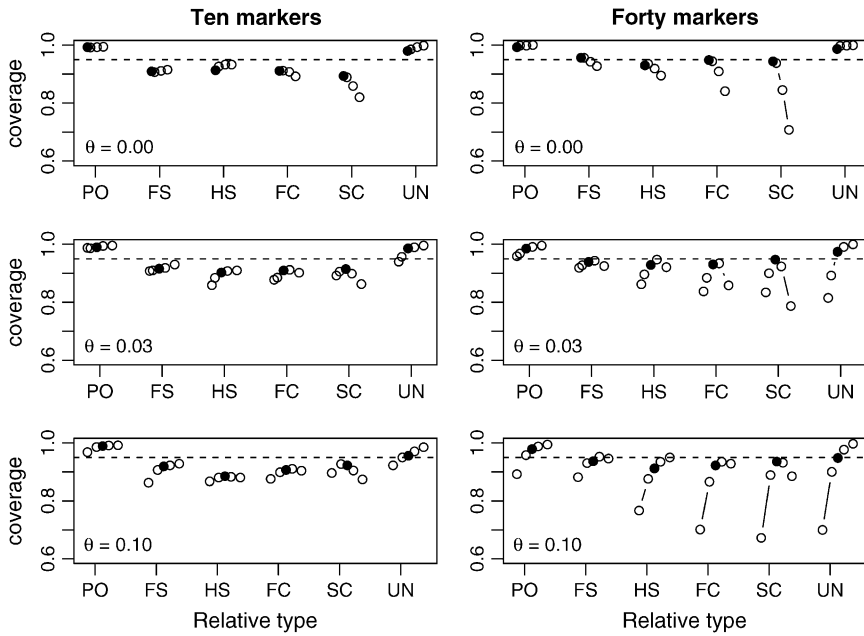 Ten markers
Forty markers
coverage
0.6 0.8 1.0
θ = 0.00
PO FS HS FC SC UN
0.6 0.8 1.0
θ = 0.00
PO FS HS FC SC UN
coverage
0.6 0.8 1.0
θ = 0.03
PO FS HS FC SC UN
0.6 0.8 1.0
θ = 0.03
PO FS HS FC SC UN
coverage
0.6 0.8 1.0
θ = 0.10
PO FS HS FC SC UN
Relative type
0.6 0.8 1.0
θ = 0.10
PO FS HS FC SC UN
Relative type